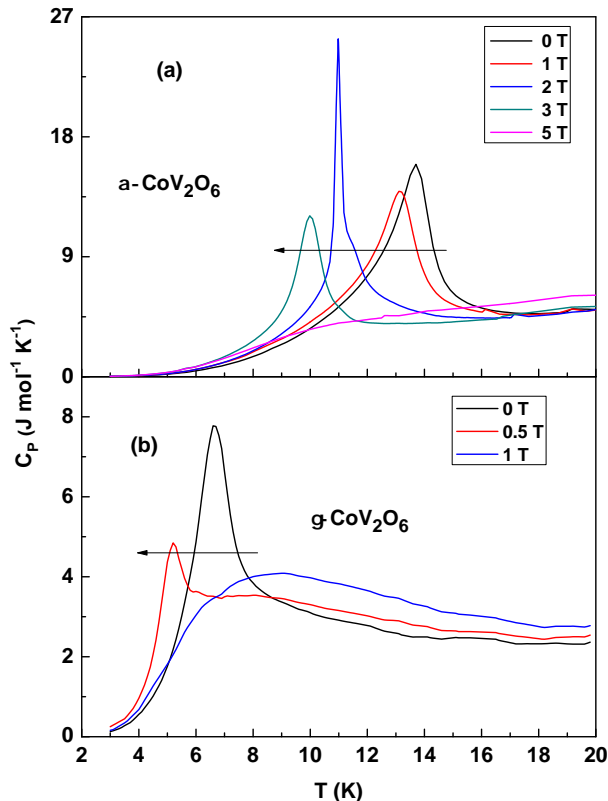 27
(a)
0 T
1 T
2 T
3 T
5 T
18
a-CoV₂O₆
9
0
C_P (J mol⁻¹ K⁻¹)
(b)
0 T
0.5 T
1 T
8
g-CoV₂O₆
6
4
2
0
2 4 6 8 10 12 14 16 18 20
T (K)